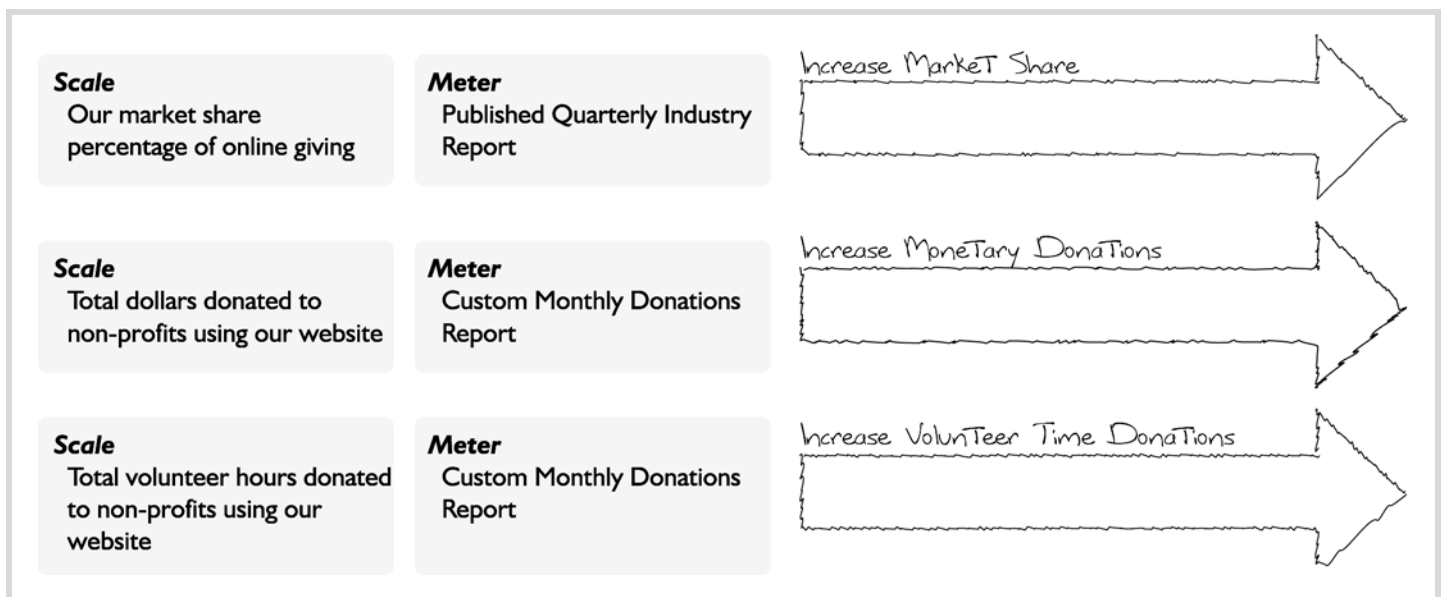 Scale
Our market share
percentage of online giving
Meter
Published Quarterly Industry
Report
Increase Market Share
Scale
Total dollars donated to
non-profits using our website
Meter
Custom Monthly Donations
Report
Increase Monetary Donations
Scale
Total volunteer hours donated
to non-profits using our
website
Meter
Custom Monthly Donations
Report
Increase Volunteer Time Donations